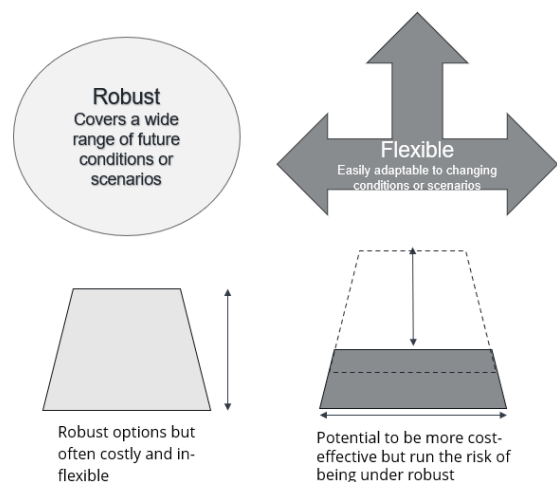 Robust
Covers a wide
range of future
conditions or
scenarios
Flexible
Easily adaptable to changing
conditions or scenarios
Robust options but
often costly and in-
flexible
Potential to be more cost-
effective but run the risk of
being under robust